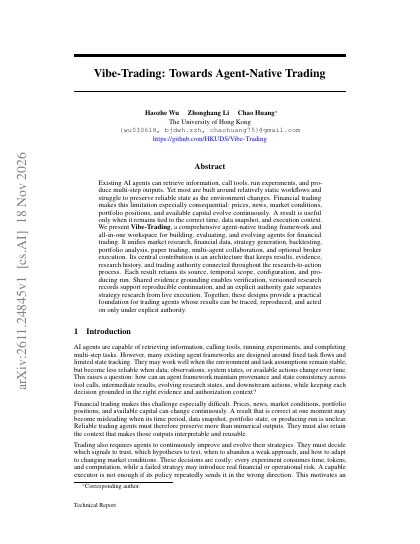 Vibe-Trading: Towards Agent-Native Trading
Haozhe Wu Zhonghang Li Chao Huang*
The University of Hong Kong
{wu030618, bjdwh.zzh, chaohuang75}@gmail.com
https://github.com/HKUDS/Vibe-Trading
Abstract
Existing AI agents can retrieve information, call tools, run experiments, and pro-
duce multi-step outputs. Yet most are built around relatively static workflows and
struggle to preserve reliable state as the environment changes. Financial trading
makes this limitation especially consequential: prices, news, market conditions,
portfolio positions, and available capital evolve continuously. A result is useful
only when it remains tied to the correct time, data snapshot, and execution context.
We present Vibe-Trading, a comprehensive agent-native trading framework and
all-in-one workspace for building, evaluating, and evolving agents for financial
trading. It unifies market research, financial data, strategy generation, backtesting,
portfolio analysis, paper trading, multi-agent collaboration, and optional broker
execution. Its central contribution is an architecture that keeps results, evidence,
research history, and trading authority connected throughout the research-to-action
process. Each result retains its source, temporal scope, configuration, and pro-
ducing run. Shared evidence grounding enables verification, versioned research
records support reproducible continuation, and an explicit authority gate separates
strategy research from live execution. Together, these designs provide a practical
foundation for trading agents whose results can be traced, reproduced, and acted
on only under explicit authority.
1 Introduction
AI agents are capable of retrieving information, calling tools, running experiments, and completing
multi-step tasks. However, many existing agent frameworks are designed around fixed task flows and
limited state tracking. They may work well when the environment and task assumptions remain stable,
but become less reliable when data, observations, system states, or available actions change over time.
This raises a question: how can an agent framework maintain provenance and state consistency across
tool calls, intermediate results, evolving research states, and downstream actions, while keeping each
decision grounded in the right evidence and authorization context?
Financial trading makes this challenge especially difficult. Prices, news, market conditions, portfolio
positions, and available capital can change continuously. A result that is correct at one moment may
become misleading when its time period, data snapshot, portfolio state, or producing run is unclear.
Reliable trading agents must therefore preserve more than numerical outputs. They must also retain
the context that makes those outputs interpretable and reusable.
Trading also requires agents to continuously improve and evolve their strategies. They must decide
which signals to trust, which hypotheses to test, when to abandon a weak approach, and how to adapt
to changing market conditions. These decisions are costly: every experiment consumes time, tokens,
and computation, while a failed strategy may introduce real financial or operational risk. A capable
executor is not enough if its policy repeatedly sends it in the wrong direction. This motivates an
*Corresponding author.
Technical Report
arXiv:2611.24845v1 [cs.AI] 18 Nov 2026